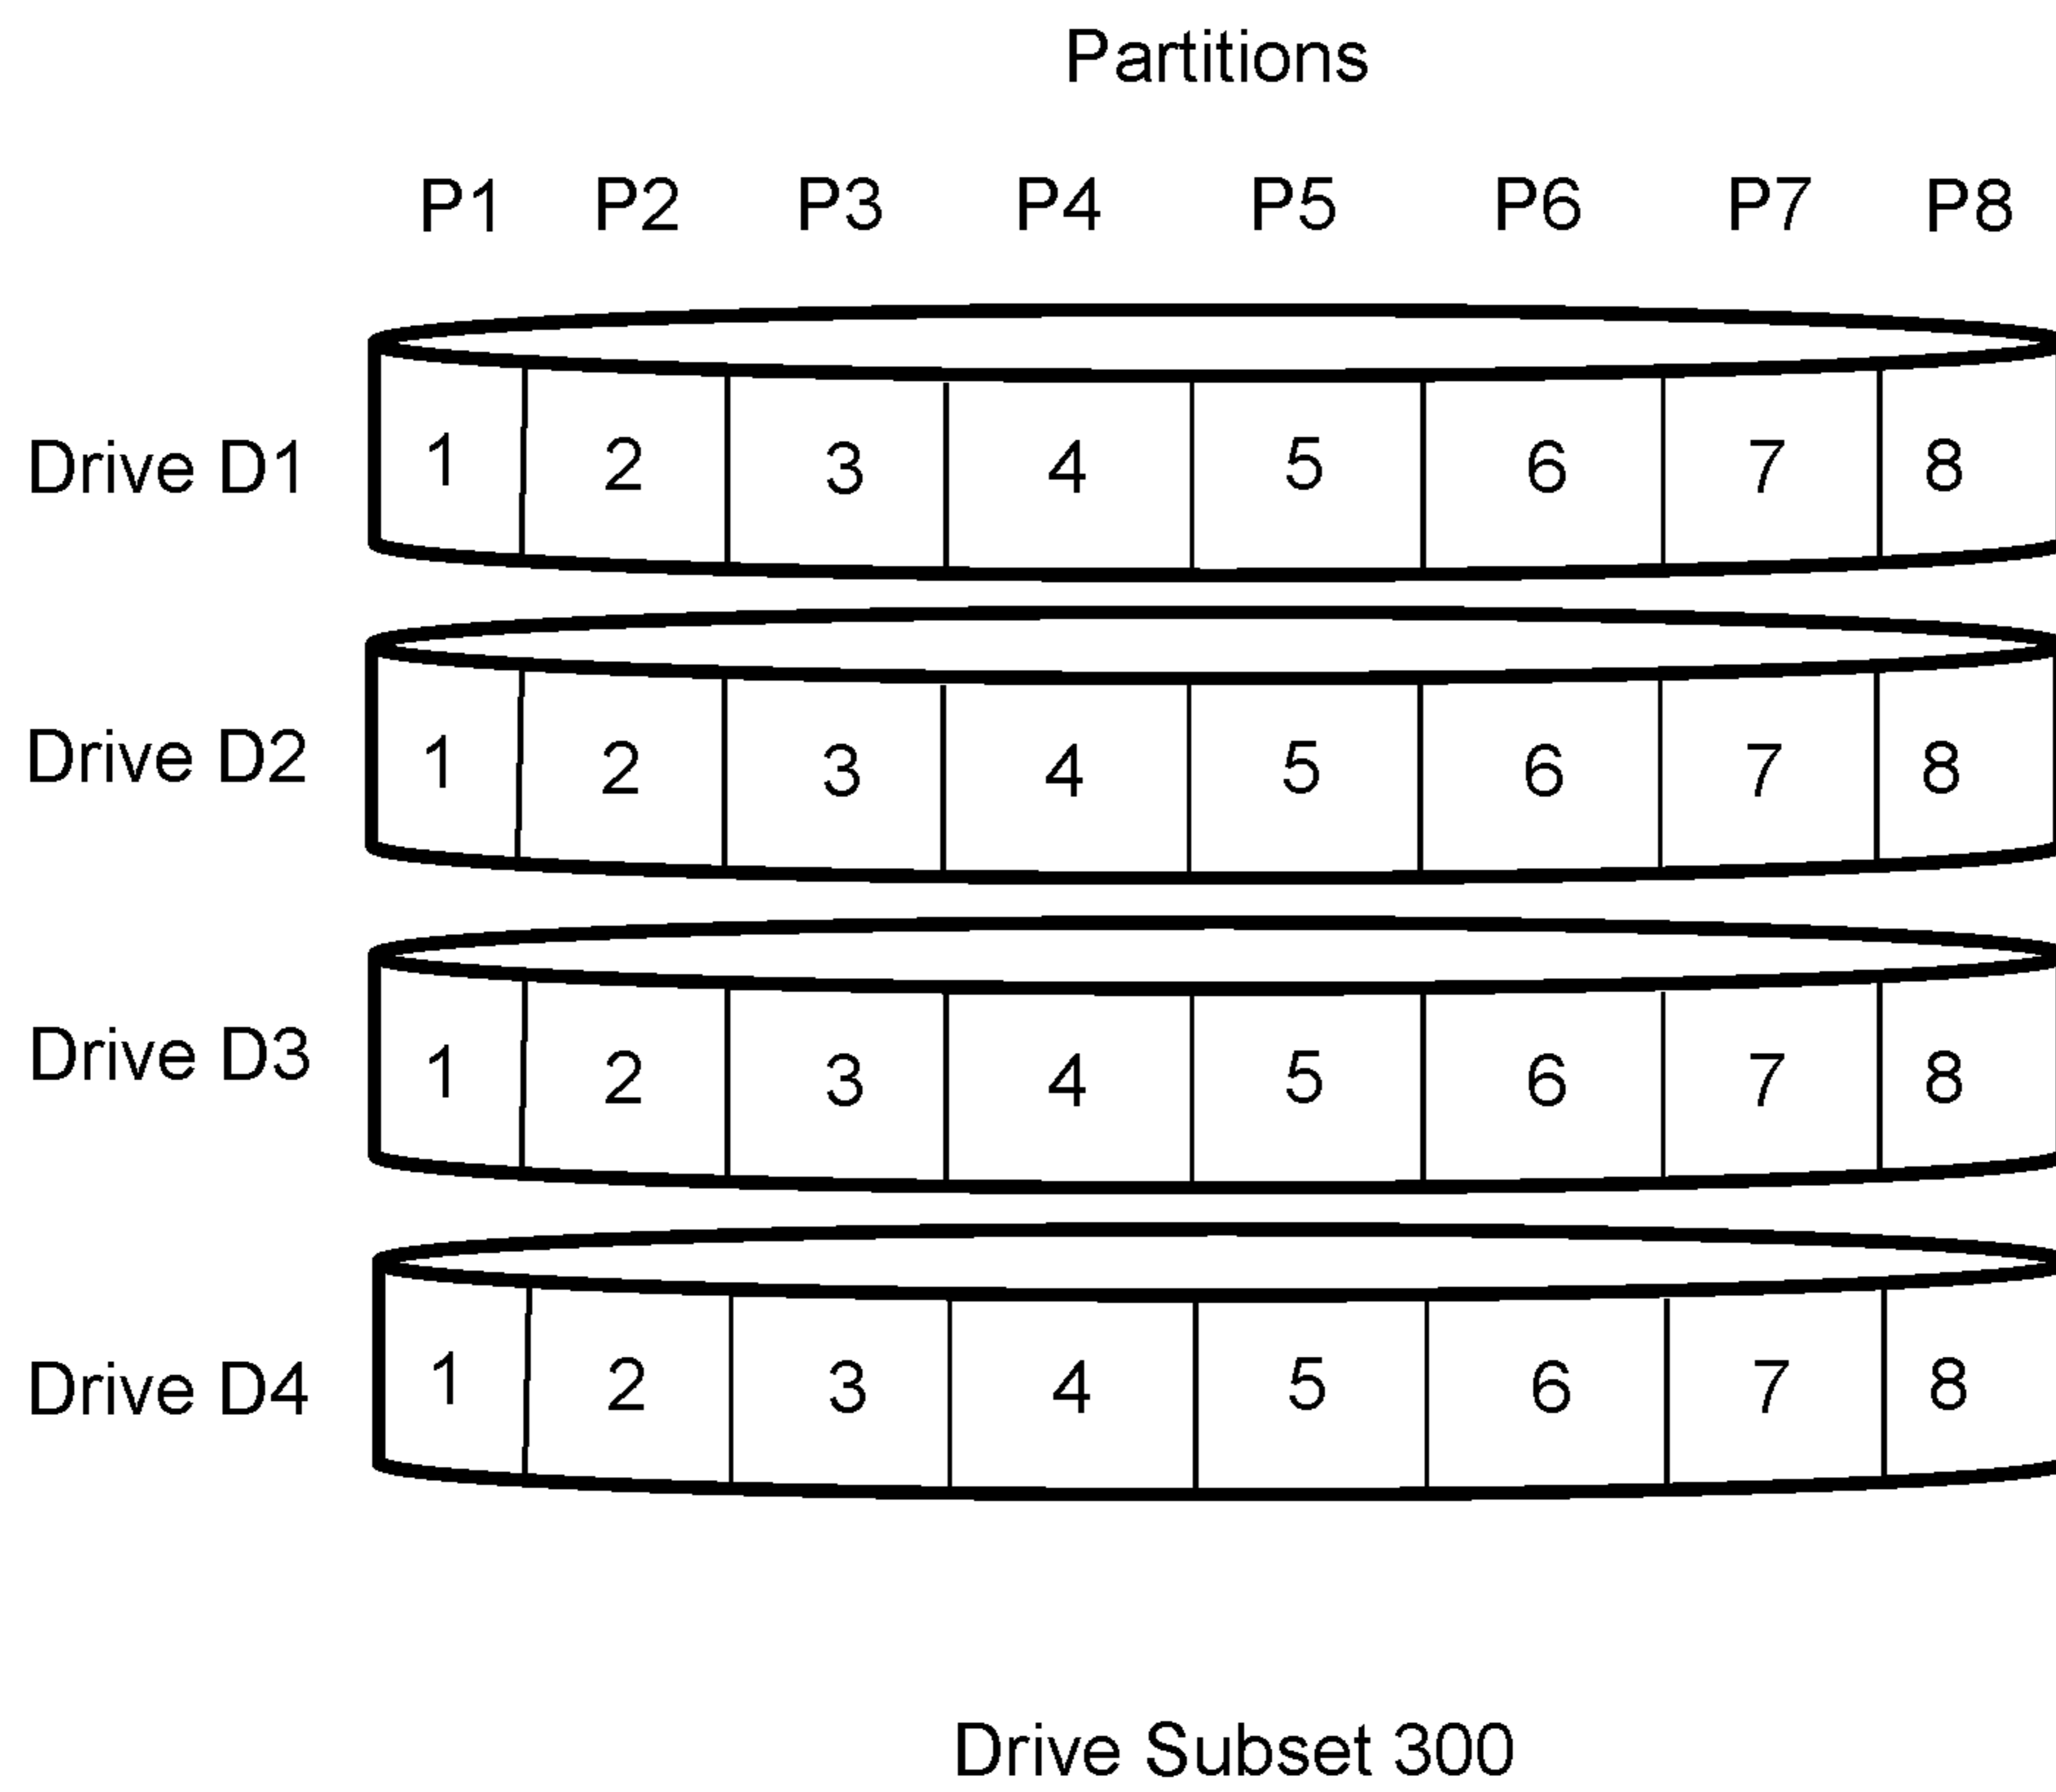 Partitions
P1 P2 P3 P4 P5 P6 P7 P8
Drive D1 1 2 3 4 5 6 7 8
Drive D2 1 2 3 4 5 6 7 8
Drive D3 1 2 3 4 5 6 7 8
Drive D4 1 2 3 4 5 6 7 8
Drive Subset 300